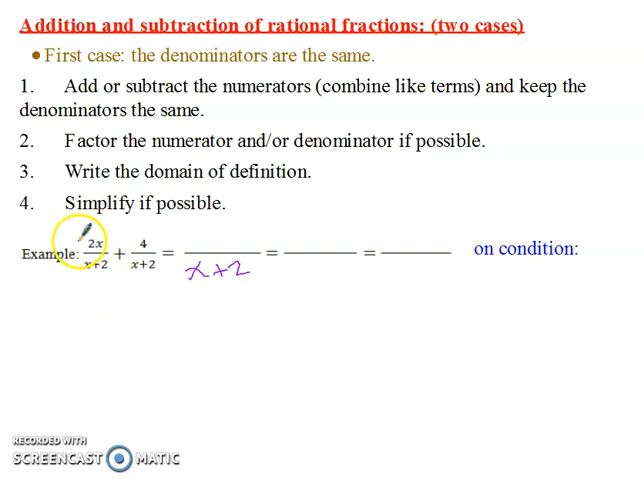 Addition and subtraction of rational fractions: (two cases)
• First case: the denominators are the same.
1. Add or subtract the numerators (combine like terms) and keep the
denominators the same.
2. Factor the numerator and/or denominator if possible.
3. Write the domain of definition.
4. Simplify if possible.
Example: 2x/x+2 + 4/x+2 = ____/x+2 = ____ = ____ on condition:
RECORDED WITH
SCREENCAST MATIC